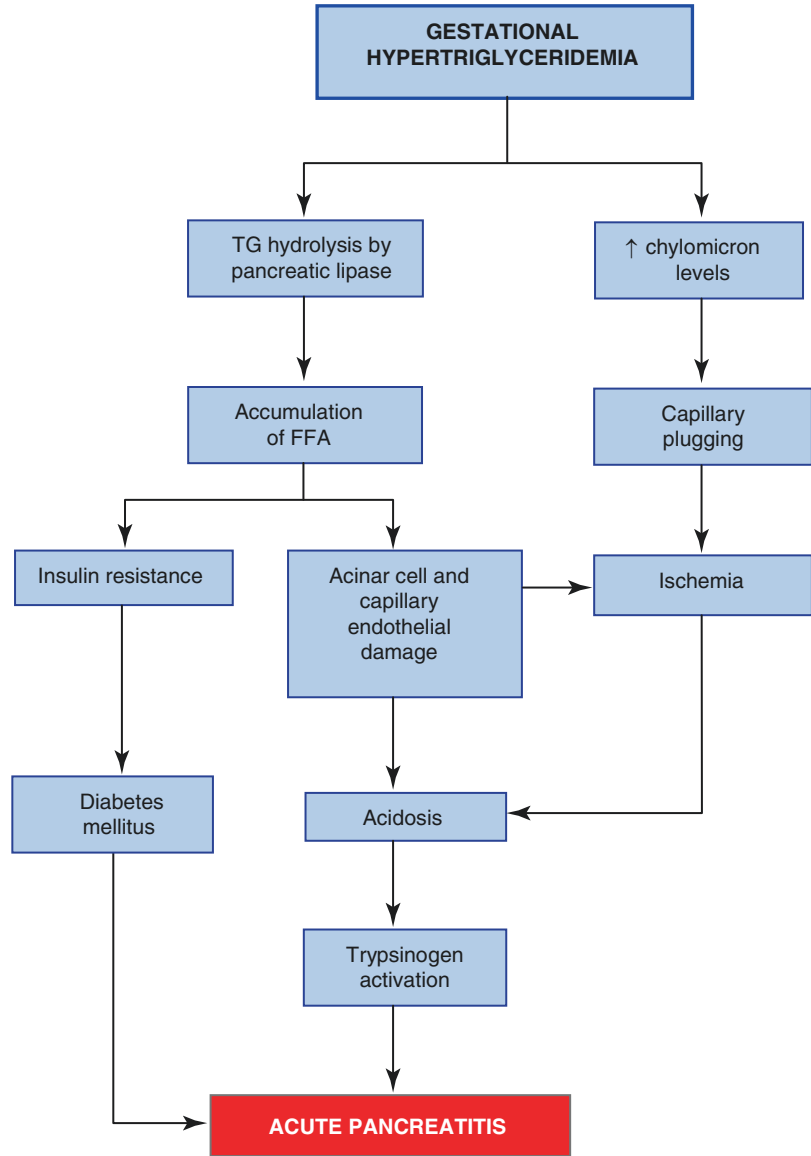 GESTATIONAL
HYPERTRIGLYCERIDEMIA
TG hydrolysis by
pancreatic lipase
↑ chylomicron
levels
Accumulation
of FFA
Capillary
plugging
Insulin resistance
Acinar cell and
capillary
endothelial
damage
Ischemia
Diabetes
mellitus
Acidosis
Trypsinogen
activation
ACUTE PANCREATITIS